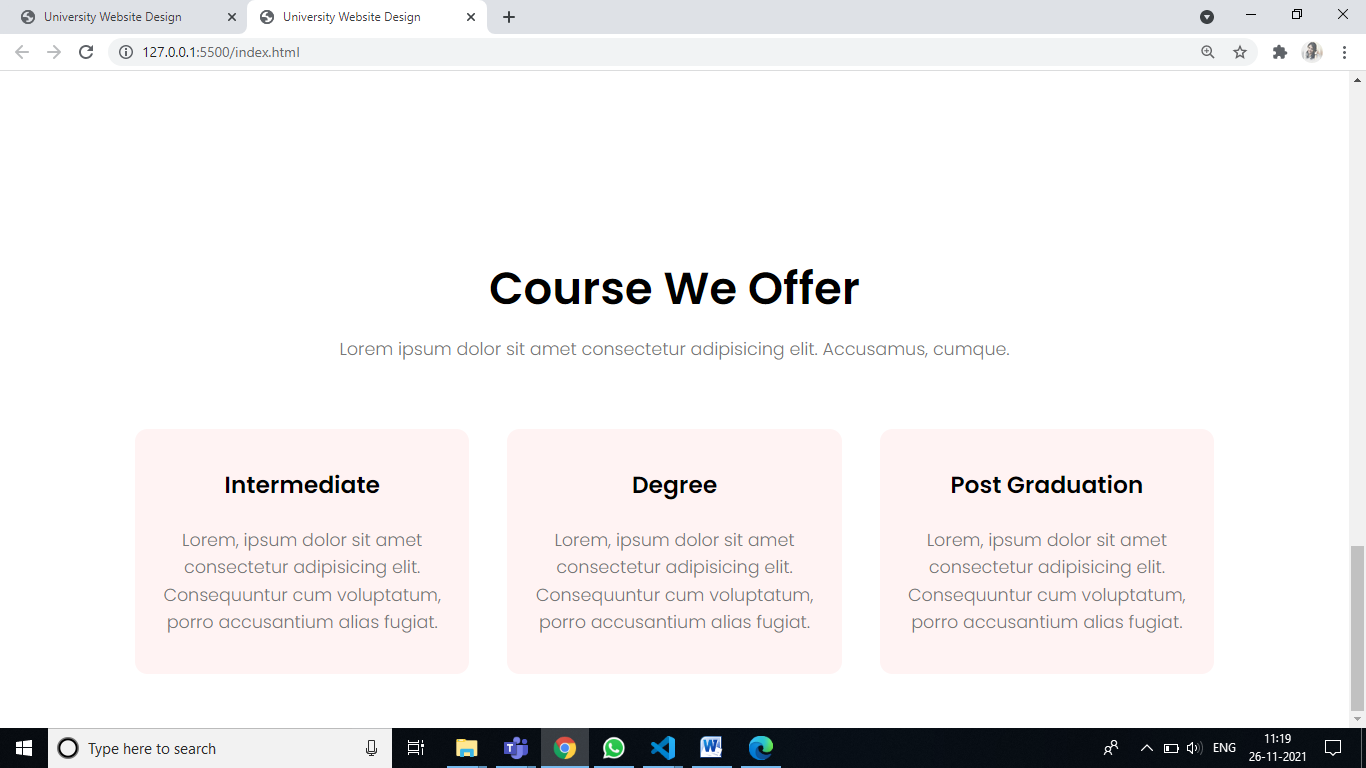 University Website Design
University Website Design
127.0.0.1:5500/index.html
Course We Offer
Lorem ipsum dolor sit amet consectetur adipisicing elit. Accusamus, cumque.
Intermediate
Lorem, ipsum dolor sit amet
consectetur adipisicing elit.
Consequuntur cum voluptatum,
porro accusantium alias fugiat.
Degree
Lorem, ipsum dolor sit amet
consectetur adipisicing elit.
Consequuntur cum voluptatum,
porro accusantium alias fugiat.
Post Graduation
Lorem, ipsum dolor sit amet
consectetur adipisicing elit.
Consequuntur cum voluptatum,
porro accusantium alias fugiat.
Type here to search
ENG
11:19
26-11-2021